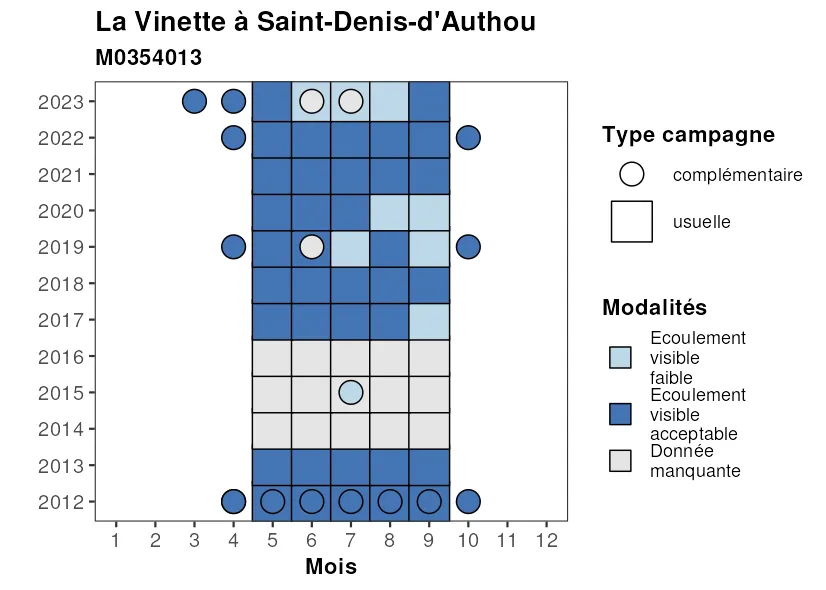 La Vinette à Saint-Denis-d'Authou
M0354013
2023
2022
2021
2020
2019
2018
2017
2016
2015
2014
2013
2012
1 2 3 4 5 6 7 8 9 10 11 12
Mois
Type campagne
complémentaire
usuelle
Modalités
Ecoulement
visible
faible
Ecoulement
visible
acceptable
Donnée
manquante